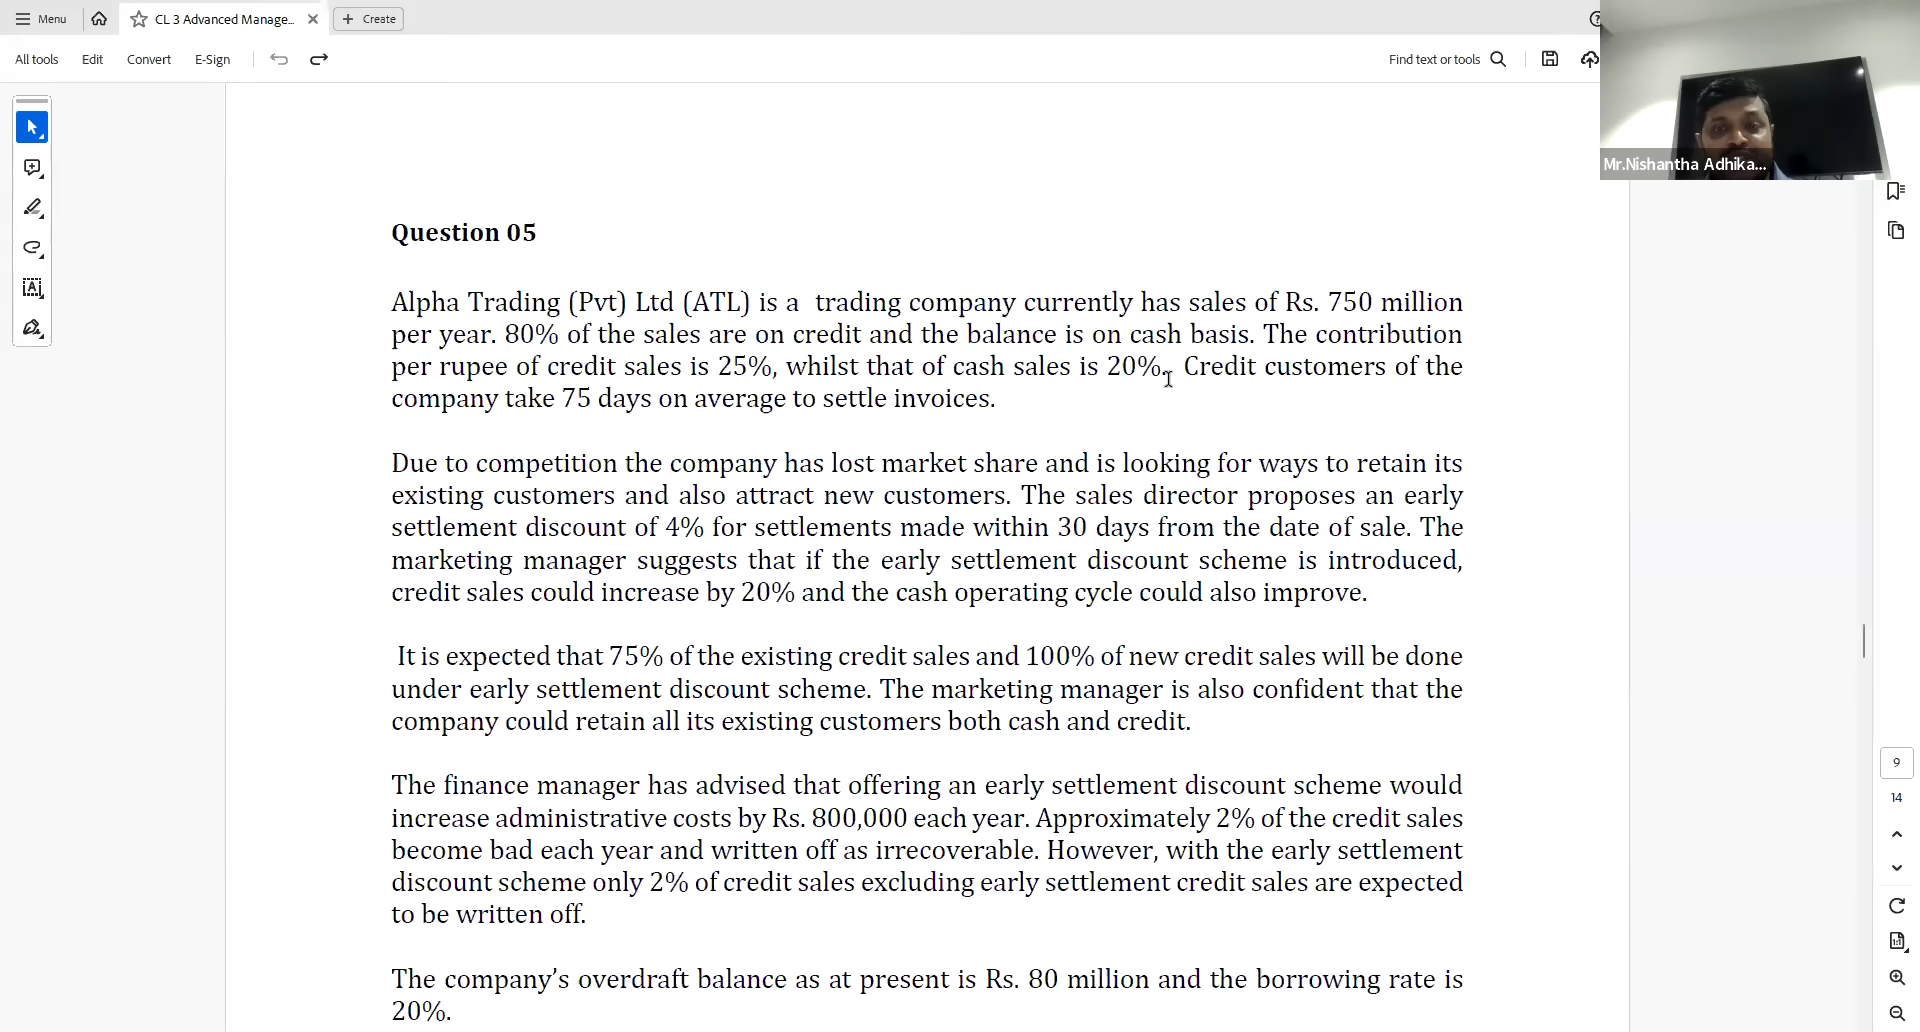 Menu
CL 3 Advanced Manage...
Create
All tools
Edit
Convert
E-Sign
Find text or tools
Mr.Nishantha Adhika...
Question 05
Alpha Trading (Pvt) Ltd (ATL) is a trading company currently has sales of Rs. 750 million
per year. 80% of the sales are on credit and the balance is on cash basis. The contribution
per rupee of credit sales is 25%, whilst that of cash sales is 20%. Credit customers of the
company take 75 days on average to settle invoices.
Due to competition the company has lost market share and is looking for ways to retain its
existing customers and also attract new customers. The sales director proposes an early
settlement discount of 4% for settlements made within 30 days from the date of sale. The
marketing manager suggests that if the early settlement discount scheme is introduced,
credit sales could increase by 20% and the cash operating cycle could also improve.
It is expected that 75% of the existing credit sales and 100% of new credit sales will be done
under early settlement discount scheme. The marketing manager is also confident that the
company could retain all its existing customers both cash and credit.
The finance manager has advised that offering an early settlement discount scheme would
increase administrative costs by Rs. 800,000 each year. Approximately 2% of the credit sales
become bad each year and written off as irrecoverable. However, with the early settlement
discount scheme only 2% of credit sales excluding early settlement credit sales are expected
to be written off.
The company’s overdraft balance as at present is Rs. 80 million and the borrowing rate is
20%.
9
14